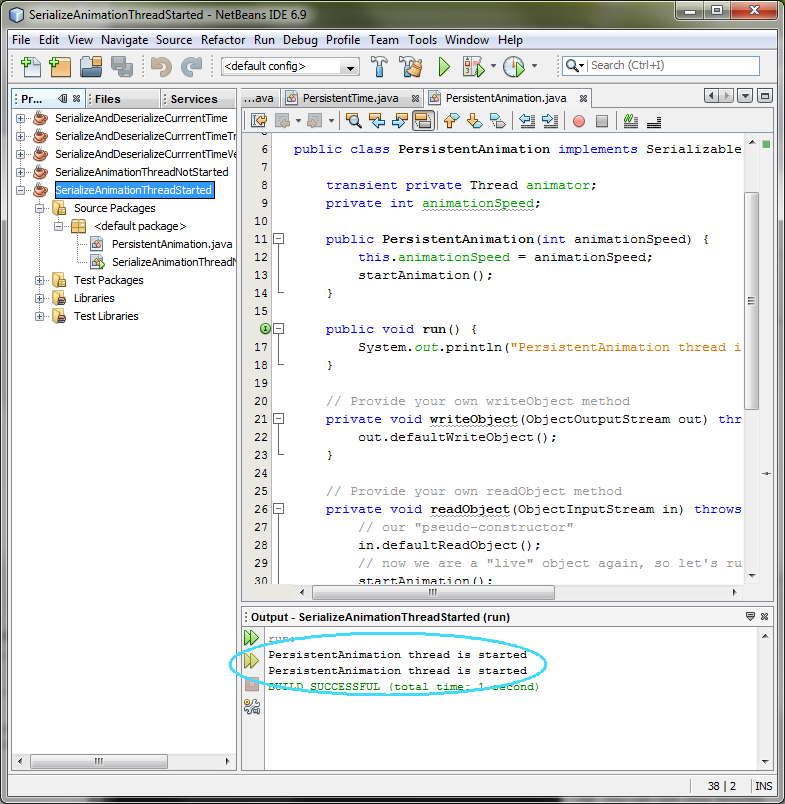 SerializeAnimationThreadStarted - NetBeans IDE 6.9
File Edit View Navigate Source Refactor Run Debug Profile Team Tools Window Help
<default config>
Search (Ctrl+I)
Pr...
Files
Services
SerializeAndDeserializeCurrrentTime
SerializeAndDeserializeCurrrentTimeTr
SerializeAndDeserializeCurrrentTimeVe
SerializeAnimationThreadNotStarted
SerializeAnimationThreadStarted
Source Packages
<default package>
PersistentAnimation.java
SerializeAnimationThreadN
Test Packages
Libraries
Test Libraries
...ava
PersistentTime.java
PersistentAnimation.java
6 public class PersistentAnimation implements Serializable
7
8 transient private Thread animator;
9 private int animationSpeed;
10
11 public PersistentAnimation(int animationSpeed) {
12 this.animationSpeed = animationSpeed;
13 startAnimation();
14 }
15
public void run() {
17 System.out.println("PersistentAnimation thread i
18 }
19
20 // Provide your own writeObject method
21 private void writeObject(ObjectOutputStream out) thr
22 out.defaultWriteObject();
23 }
24
25 // Provide your own readObject method
26 private void readObject(ObjectInputStream in) throws
27 // our "pseudo-constructor"
28 in.defaultReadObject();
29 // now we are a "live" object again, so let's ru
30 startAnimation();
Output - SerializeAnimationThreadStarted (run)
run:
PersistentAnimation thread is started
PersistentAnimation thread is started
BUILD SUCCESSFUL (total time: 1 second)
38 | 2 INS